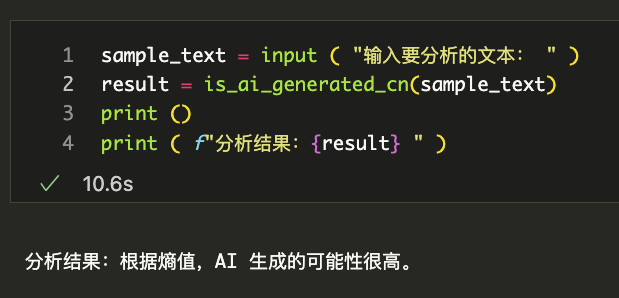 1 sample_text = input ( "输入要分析的文本： " )
2 result = is_ai_generated_cn(sample_text)
3 print ()
4 print ( f"分析结果：{result} " )
10.6s
分析结果：根据熵值，AI 生成的可能性很高。